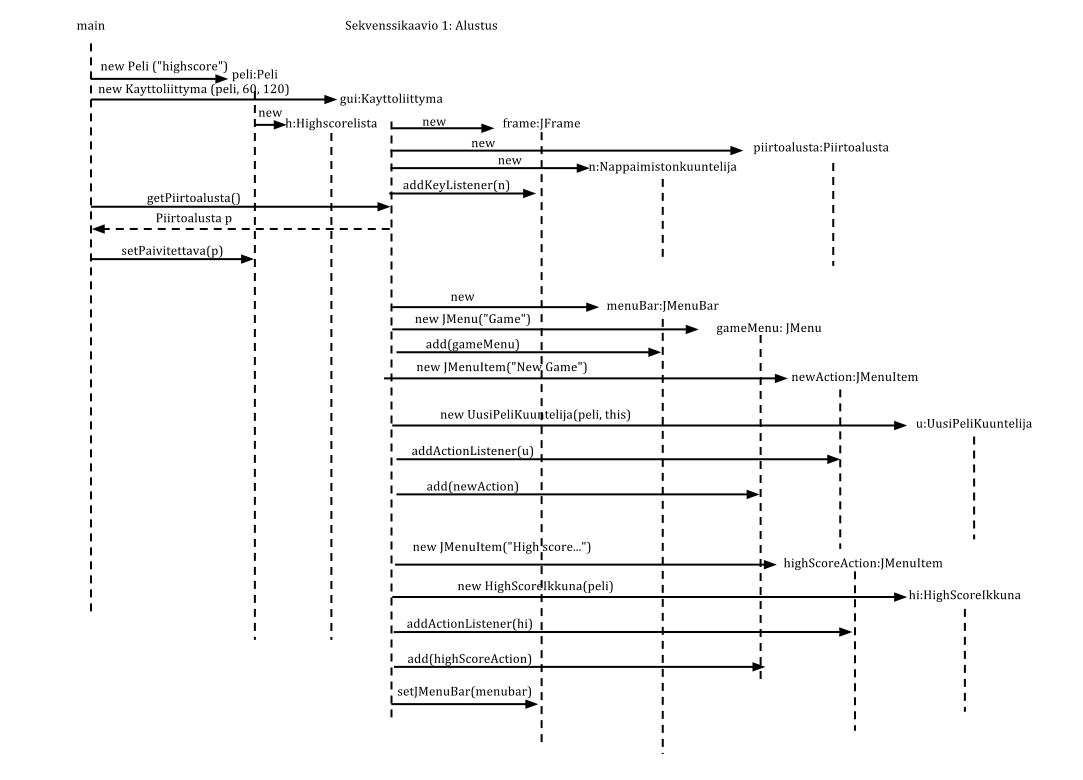 main
Sekvenssikaavio 1: Alustus
new Peli ("highscore")
peli:Peli
new Kayttoliittyma (peli, 60, 120)
gui:Kayttoliittyma
new
h:Highscorelista
new
frame:JFrame
new
piirtoalusta:Piirtoalusta
new
n:Nappaimistonkuuntelija
addKeyListener(n)
getPiirtoalusta()
Piirtoalusta p
setPaivitettava(p)
new
menuBar:JMenuBar
new JMenu("Game")
gameMenu: JMenu
add(gameMenu)
new JMenuItem("New Game")
newAction:JMenuItem
new UusiPeliKuuntelija(peli, this)
u:UusiPeliKuuntelija
addActionListener(u)
add(newAction)
new JMenuItem("High score...")
highScoreAction:JMenuItem
new HighScoreIkkuna(peli)
hi:HighScoreIkkuna
addActionListener(hi)
add(highScoreAction)
setJMenuBar(menubar)